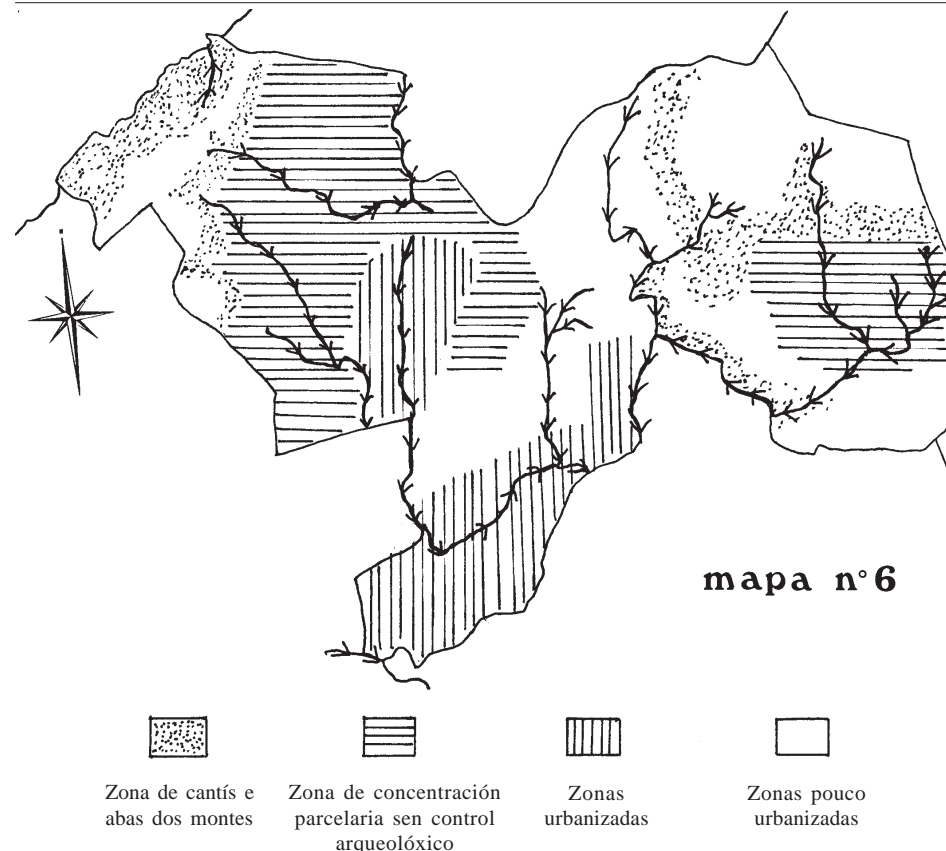 mapa n°6
Zona de cantís e
abas dos montes
Zona de concentración
parcelaria sen control
arqueolóxico
Zonas
urbanizadas
Zonas pouco
urbanizadas